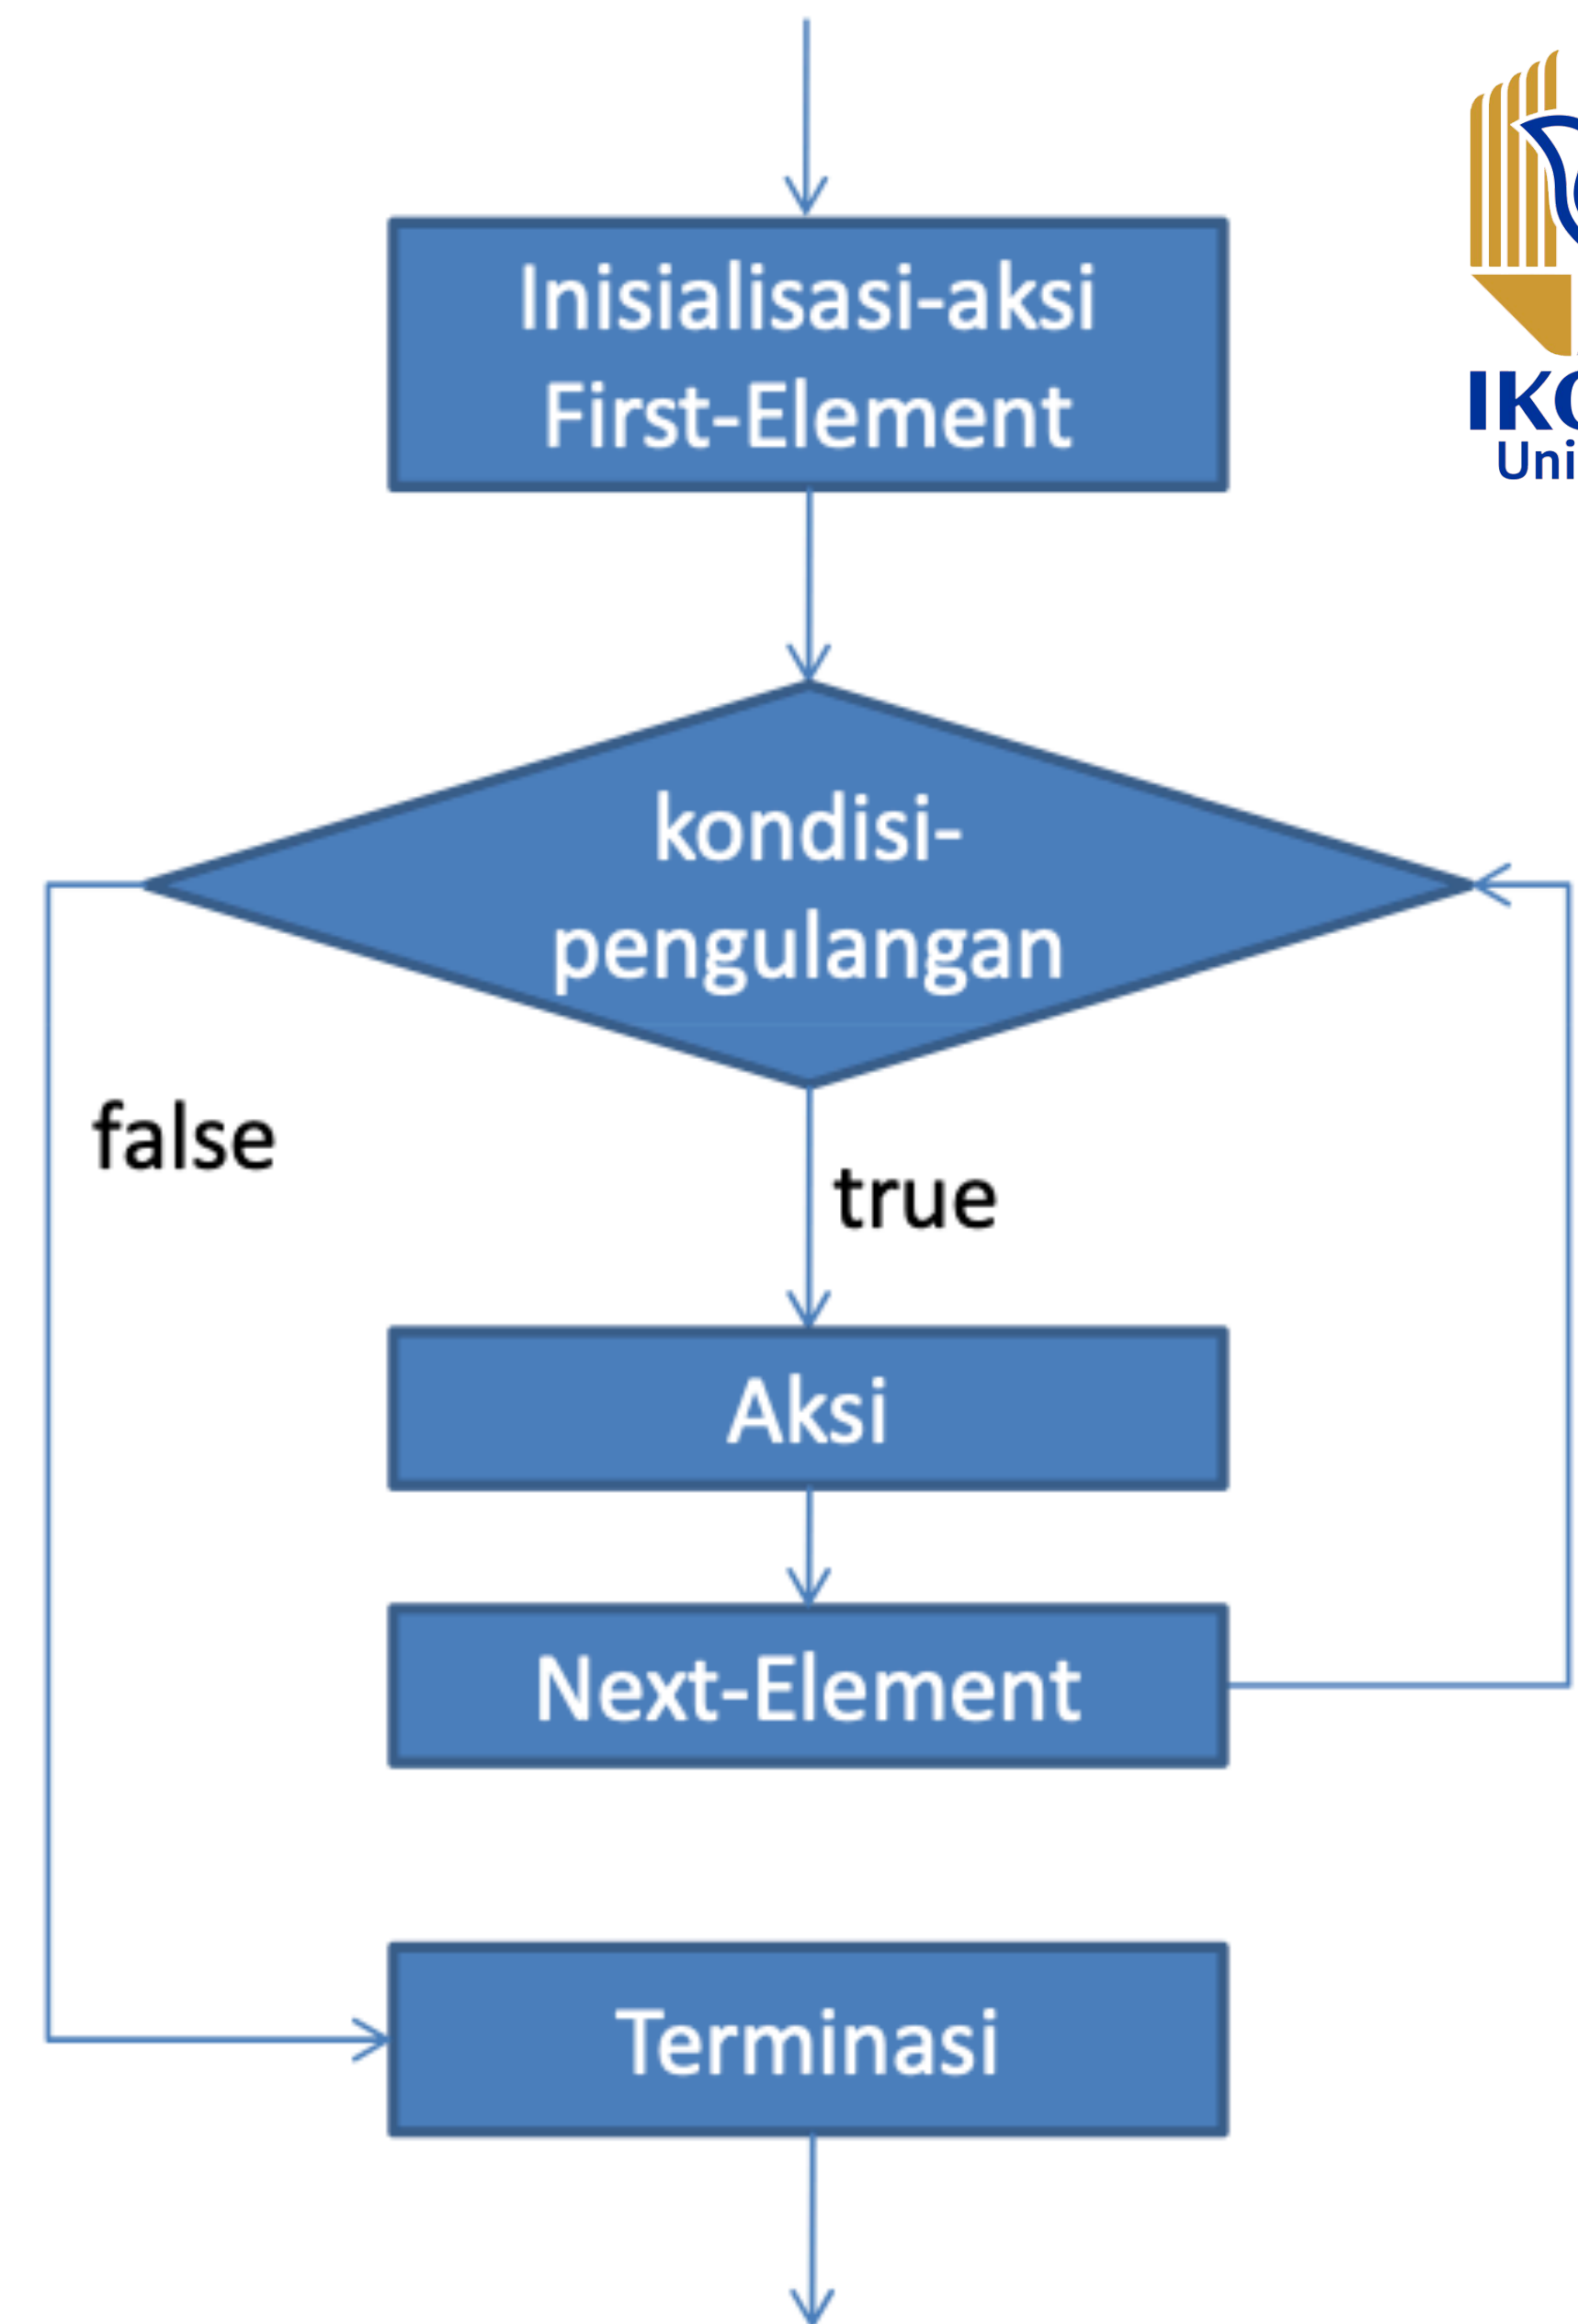 Inisialisasi-aksi
First-Element
kondisi-
pengulangan
false
true
Aksi
Next-Element
Terminasi